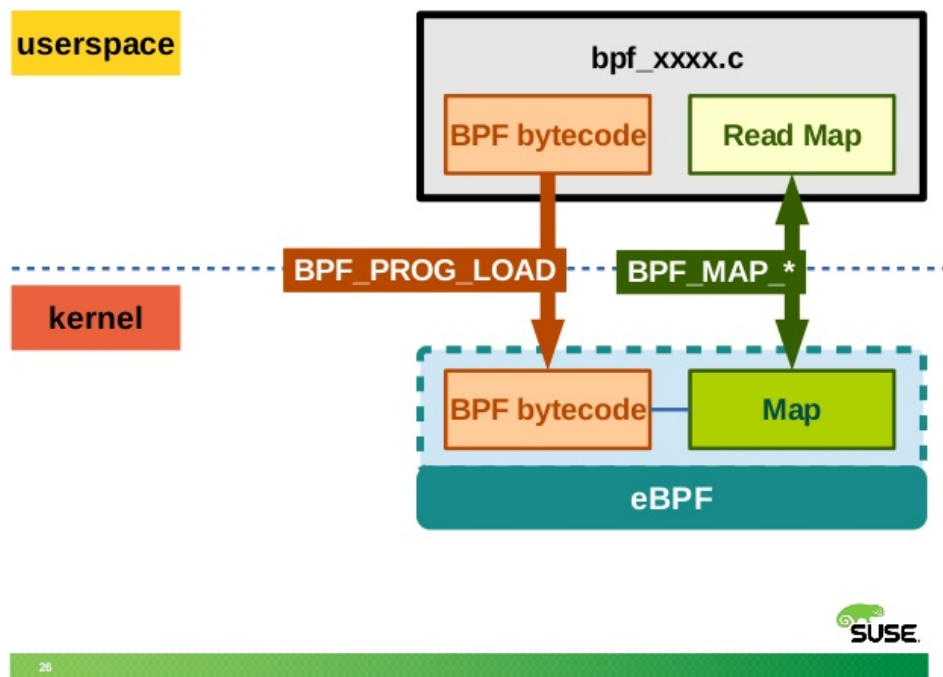 userspace
bpf_xxxx.c
BPF bytecode
Read Map
BPF_PROG_LOAD
BPF_MAP_*
kernel
BPF bytecode
Map
eBPF
SUSE.
26